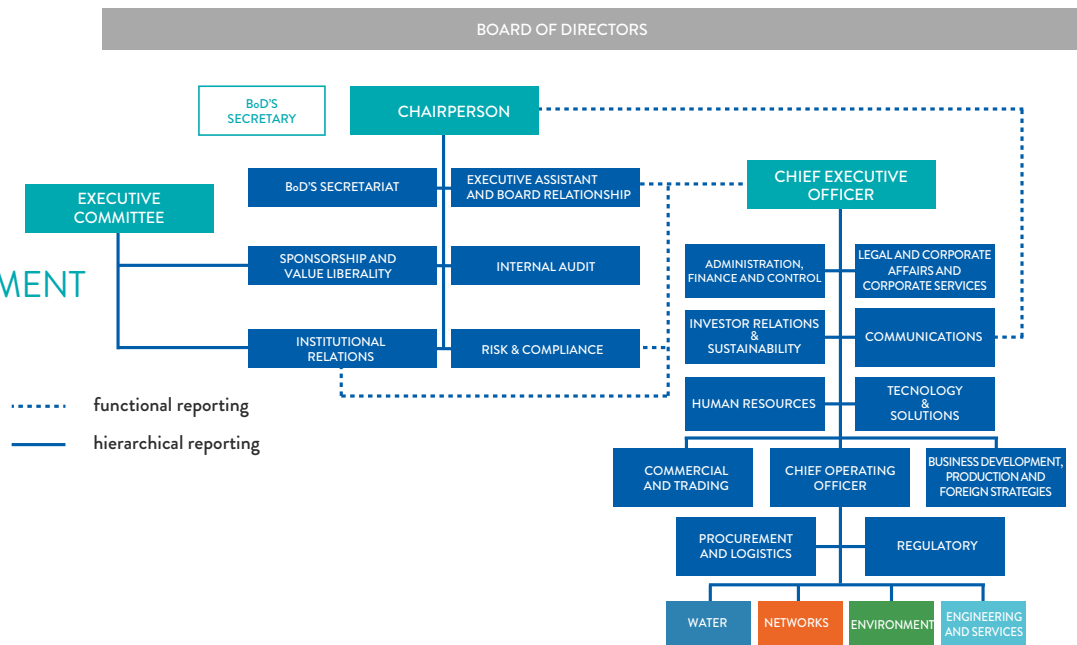 BOARD OF DIRECTORS
BoD'S
SECRETARY
CHAIRPERSON
BoD'S SECRETARIAT
EXECUTIVE ASSISTANT
AND BOARD RELATIONSHIP
CHIEF EXECUTIVE
OFFICER
EXECUTIVE
COMMITTEE
SPONSORSHIP AND
VALUE LIBERALITY
INTERNAL AUDIT
ADMINISTRATION,
FINANCE AND CONTROL
LEGAL AND CORPORATE
AFFAIRS AND
CORPORATE SERVICES
MENT
INSTITUTIONAL
RELATIONS
RISK & COMPLIANCE
INVESTOR RELATIONS
&
SUSTAINABILITY
COMMUNICATIONS
functional reporting
hierarchical reporting
HUMAN RESOURCES
TECNOLOGY
&
SOLUTIONS
COMMERCIAL
AND TRADING
CHIEF OPERATING
OFFICER
BUSINESS DEVELOPMENT,
PRODUCTION AND
FOREIGN STRATEGIES
PROCUREMENT
AND LOGISTICS
REGULATORY
WATER
NETWORKS
ENVIRONMENT
ENGINEERING
AND SERVICES